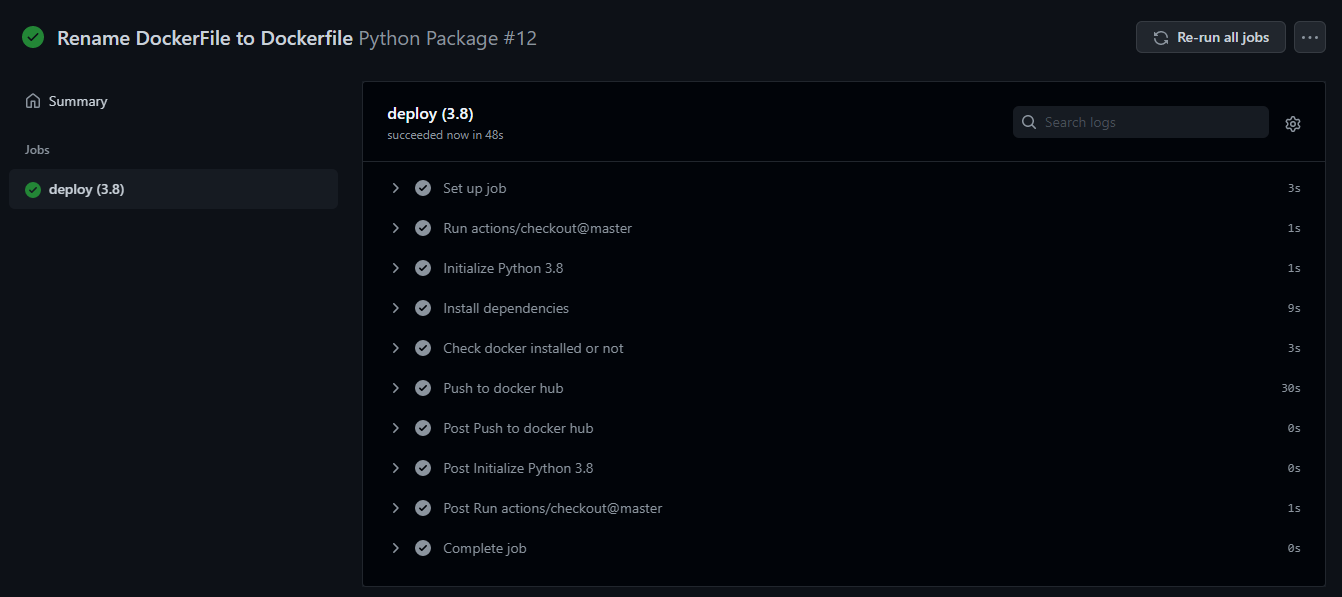 Rename DockerFile to Dockerfile Python Package #12
Re-run all jobs
Summary
Jobs
deploy (3.8)
deploy (3.8)
succeeded now in 48s
Search logs
Set up job 3s
Run actions/checkout@master 1s
Initialize Python 3.8 1s
Install dependencies 9s
Check docker installed or not 3s
Push to docker hub 30s
Post Push to docker hub 0s
Post Initialize Python 3.8 0s
Post Run actions/checkout@master 1s
Complete job 0s